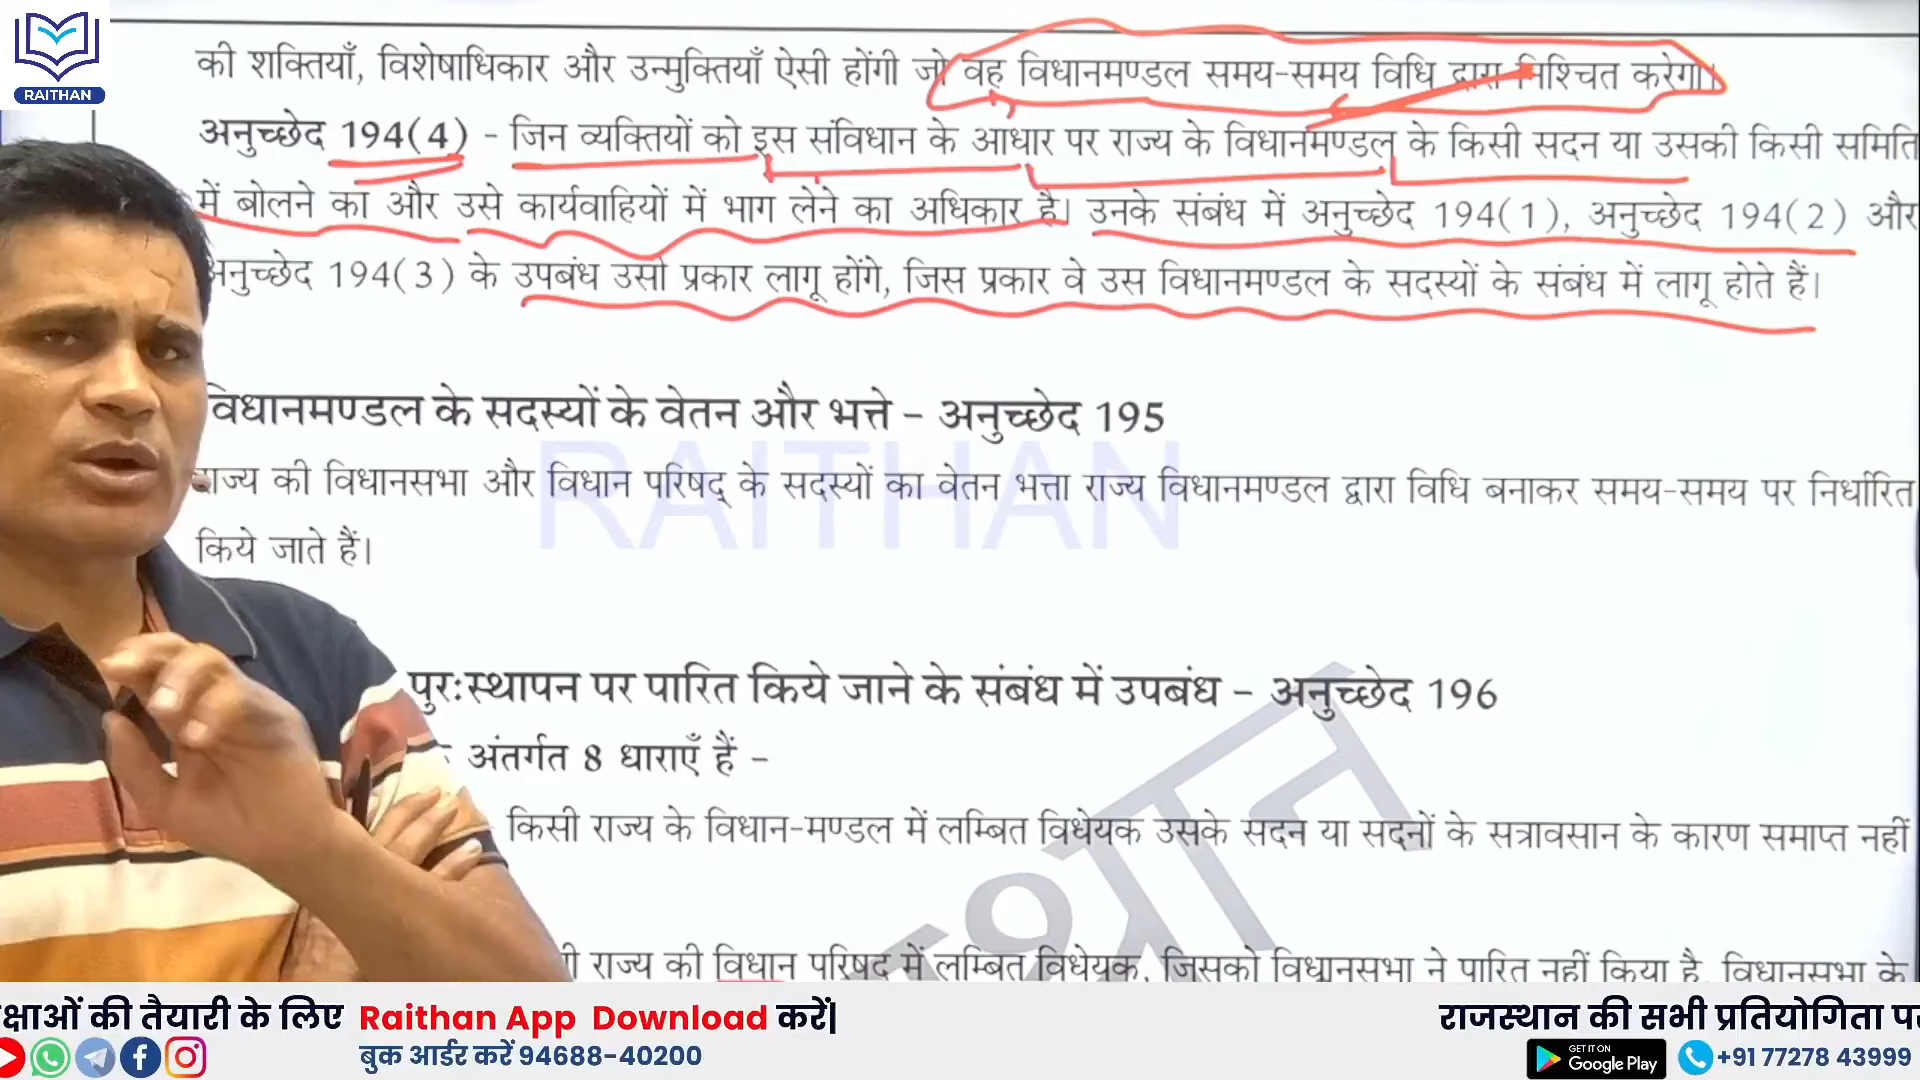 RAITHAN
की शक्तियाँ, विशेषाधिकार और उन्मुक्तियाँ ऐसी होंगी जो वह विधानमण्डल समय-समय विधि द्वारा निश्चित करेगा।
अनुच्छेद 194(4) - जिन व्यक्तियों को इस संविधान के आधार पर राज्य के विधानमण्डल के किसी सदन या उसकी किसी समिति
में बोलने का और उसे कार्यवाहियों में भाग लेने का अधिकार है। उनके संबंध में अनुच्छेद 194(1), अनुच्छेद 194(2) और
अनुच्छेद 194(3) के उपबंध उसी प्रकार लागू होंगे, जिस प्रकार वे उस विधानमण्डल के सदस्यों के संबंध में लागू होते हैं।
विधानमण्डल के सदस्यों के वेतन और भत्ते – अनुच्छेद 195
राज्य की विधानसभा और विधान परिषद् के सदस्यों का वेतन भत्ता राज्य विधानमण्डल द्वारा विधि बनाकर समय-समय पर निर्धारित
किये जाते हैं।
RAITHAN
पुरःस्थापन पर पारित किये जाने के संबंध में उपबंध – अनुच्छेद 196
अंतर्गत 8 धाराएँ हैं –
किसी राज्य के विधान-मण्डल में लम्बित विधेयक उसके सदन या सदनों के सत्रावसान के कारण समाप्त नहीं
राज्य की विधान परिषद में लम्बित विधेयक, जिसको विधानसभा ने पारित नहीं किया है, विधानसभा के
क्षाओं की तैयारी के लिए Raithan App Download करें|
राजस्थान की सभी प्रतियोगिता
बुक आर्डर करें 94688-40200
GET IT ON
Google Play
+91 77278 43999